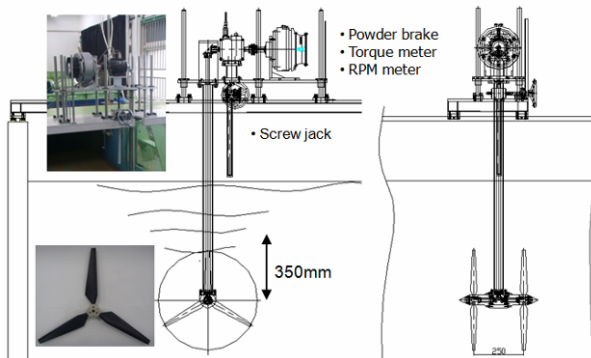 • Powder brake
• Torque meter
• RPM meter
• Screw jack
350mm
250